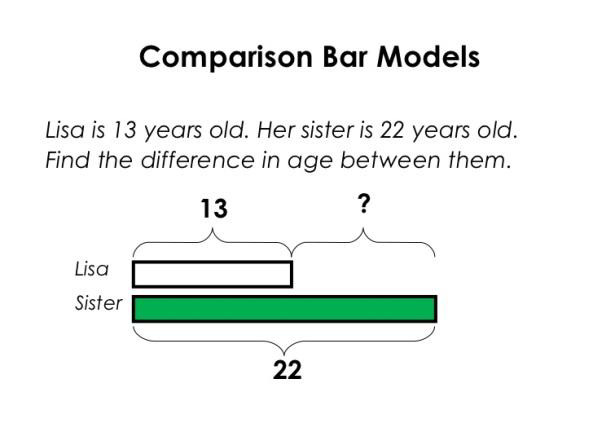 Comparison Bar Models
Lisa is 13 years old. Her sister is 22 years old.
Find the difference in age between them.
13 ?
Lisa
Sister
22